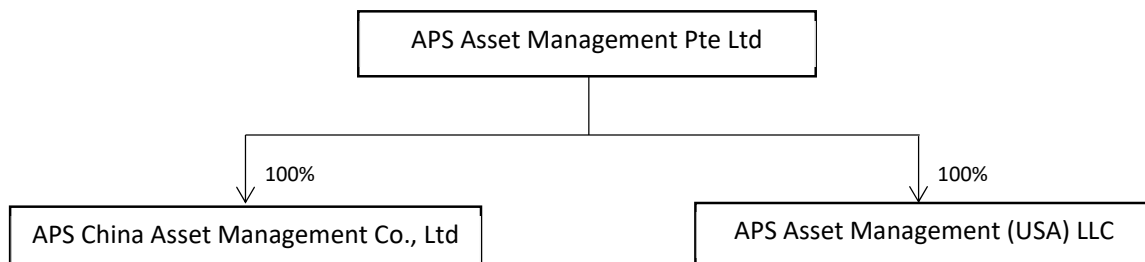 APS Asset Management Pte Ltd
100%
100%
APS China Asset Management Co., Ltd
APS Asset Management (USA) LLC